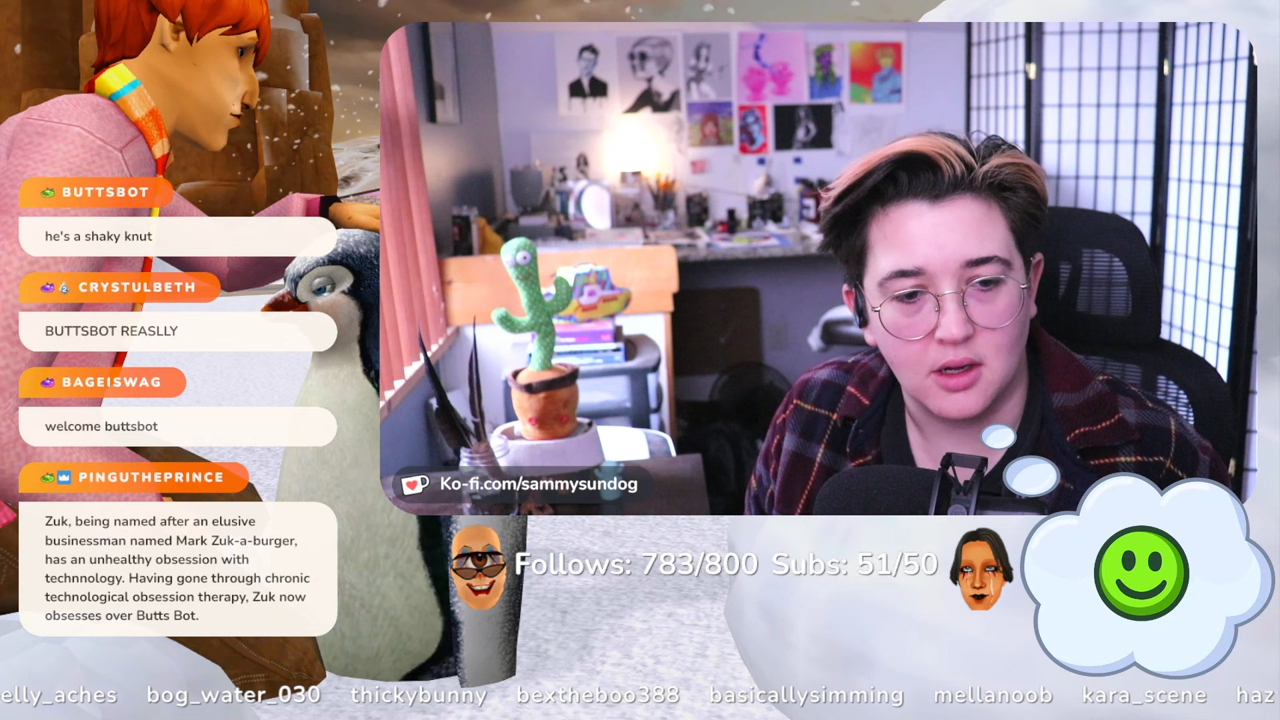 BUTTSBOT
he's a shaky knut
CRYSTULBETH
BUTTSBOT REASLLY
BAGEISWAG
welcome buttsbot
PINGUTHEPRINCE
Zuk, being named after an elusive
businessman named Mark Zuk-a-burger,
has an unhealthy obsession with
technnology. Having gone through chronic
technological obsession therapy, Zuk now
obsesses over Butts Bot.
Ko-fi.com/sammysundog
Follows: 783/800 Subs: 51/50
elly_aches bog_water_030 thickybunny bextheboo388 basicallysimming mellanoob kara_scene haz